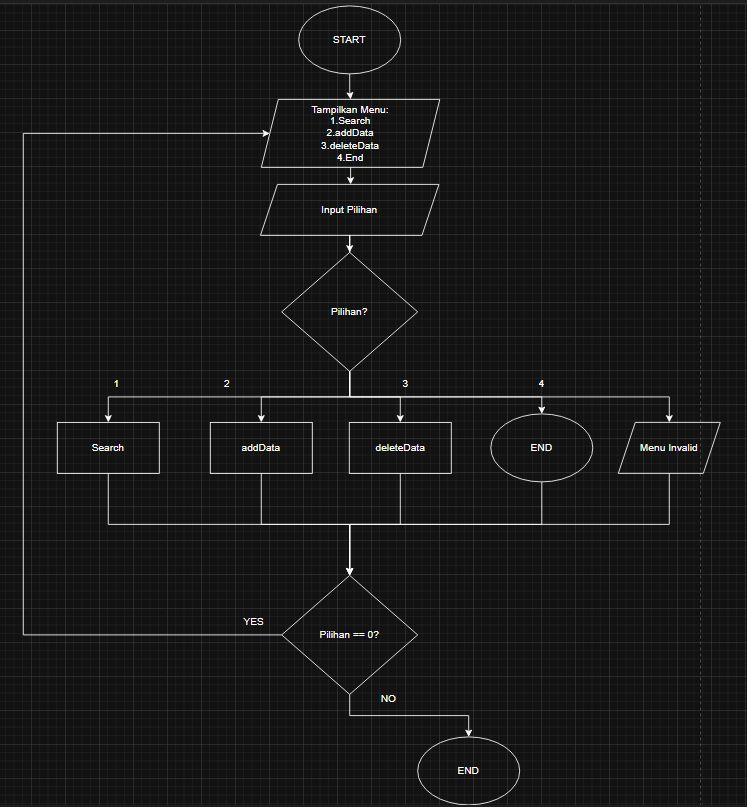 START
Tampilkan Menu:
1.Search
2.addData
3.deleteData
4.End
Input Pilihan
Pilihan?
1
2
3
4
Search
addData
deleteData
END
Menu Invalid
YES
Pilihan == 0?
NO
END